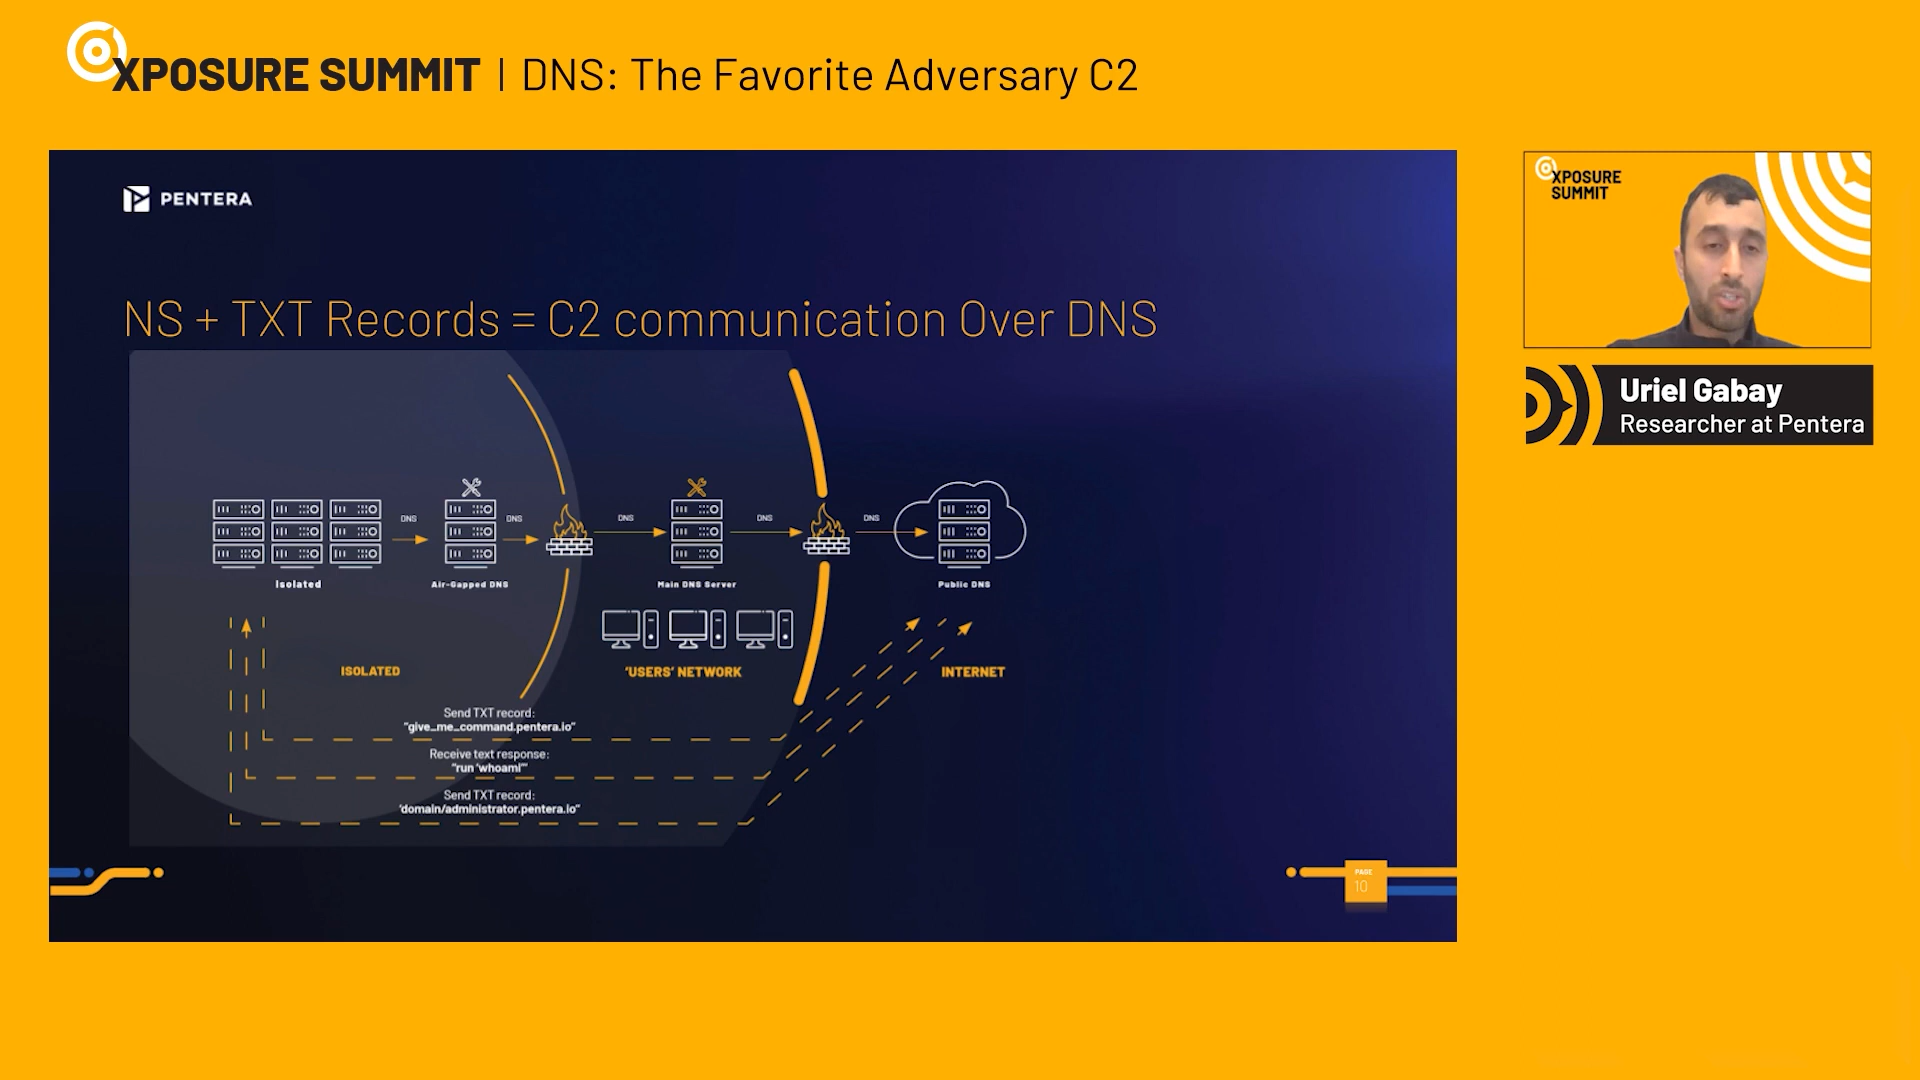 XPOSURE SUMMIT | DNS: The Favorite Adversary C2
PENTERA
NS + TXT Records = C2 communication Over DNS
DNS
DNS
DNS
DNS
DNS
Isolated
Air-Gapped DNS
Main DNS Server
Public DNS
ISOLATED
'USERS' NETWORK
INTERNET
Send TXT record:
"give_me_command.pentera.io"
Receive text response:
"run 'whoami'"
Send TXT record:
'domain/administrator.pentera.io"
PAGE
10
XPOSURE
SUMMIT
Uriel Gabay
Researcher at Pentera